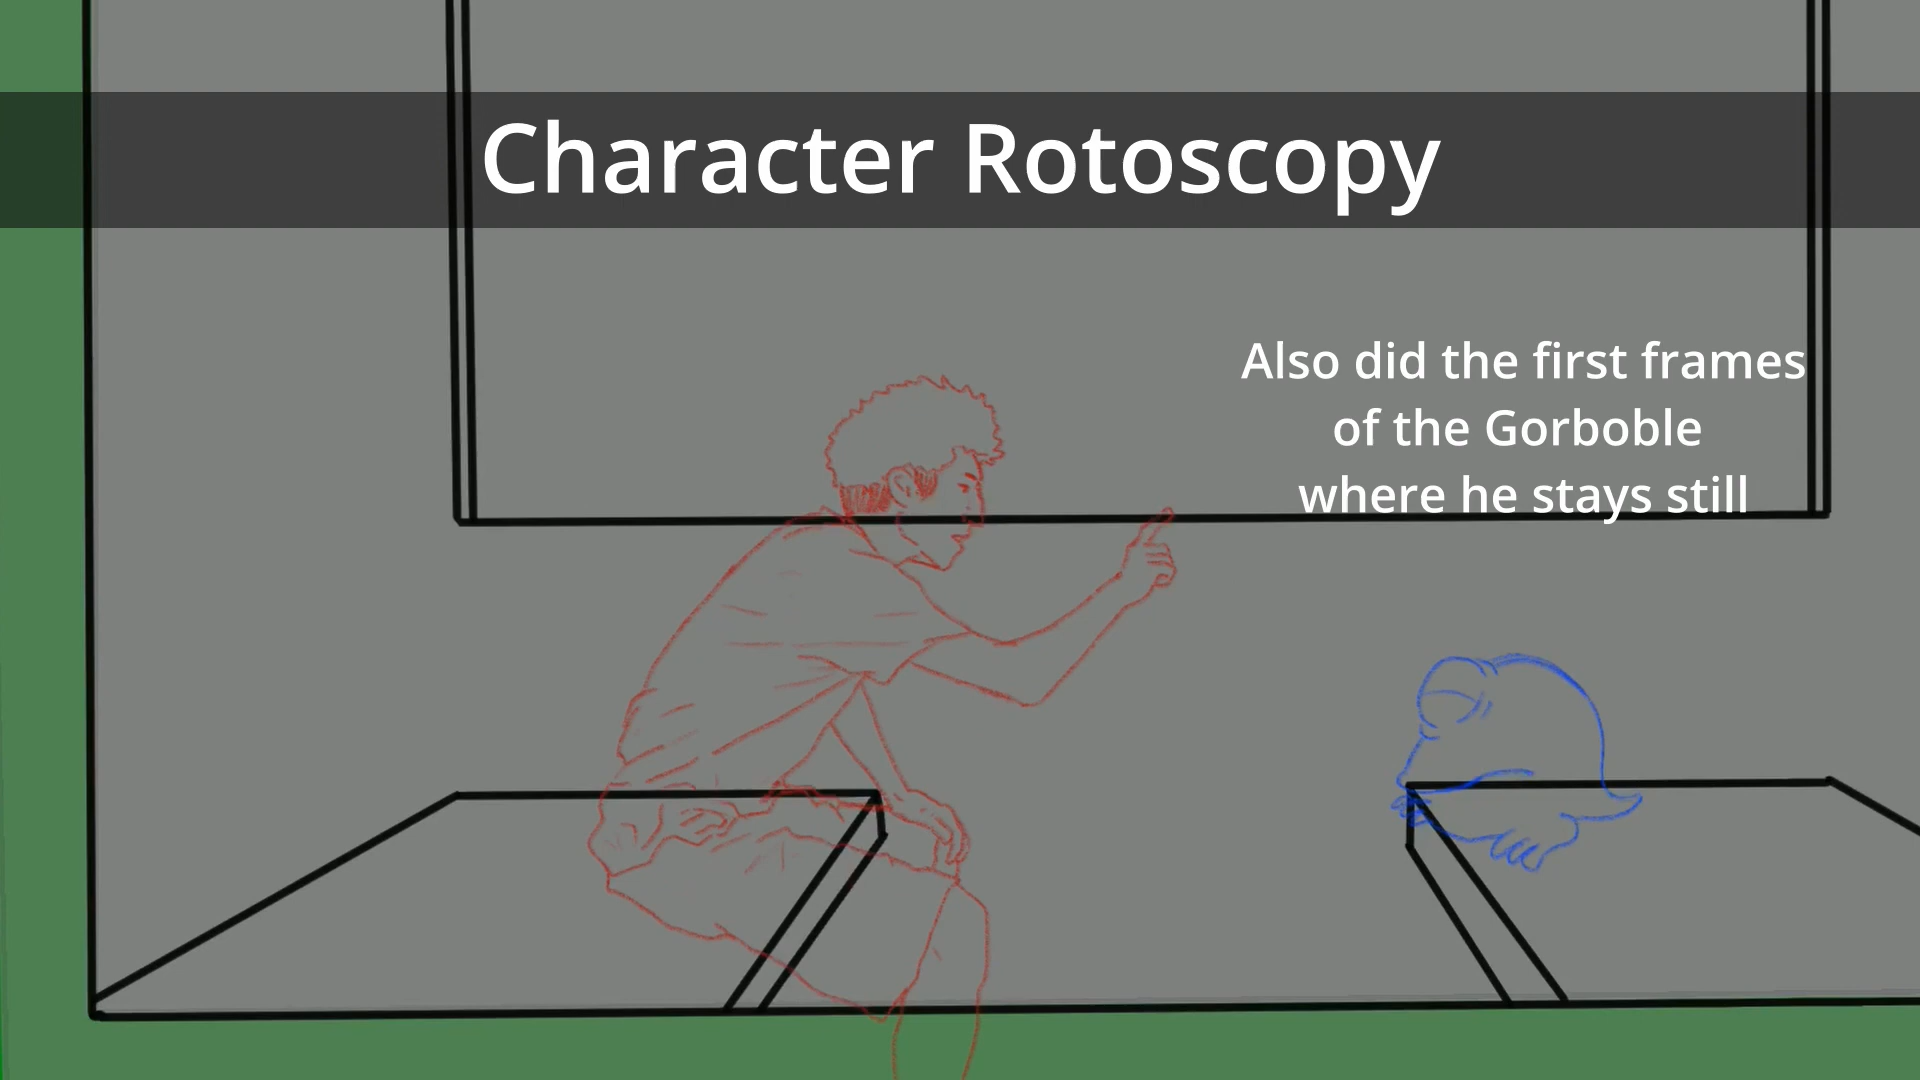 Character Rotoscopy
Also did the first frames
of the Gorboble
where he stays still